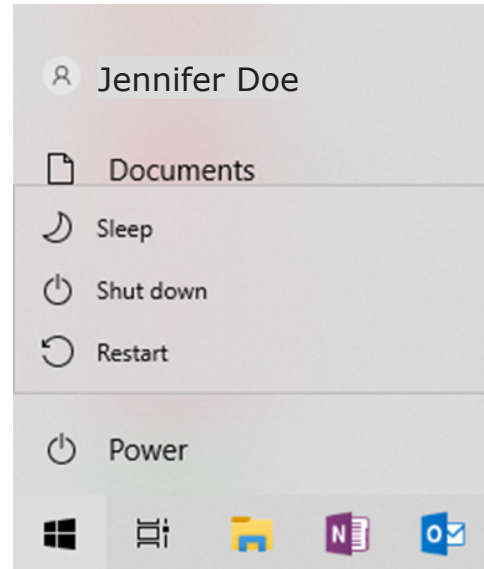 Jennifer Doe
Documents
Sleep
Shut down
Restart
Power
N
O